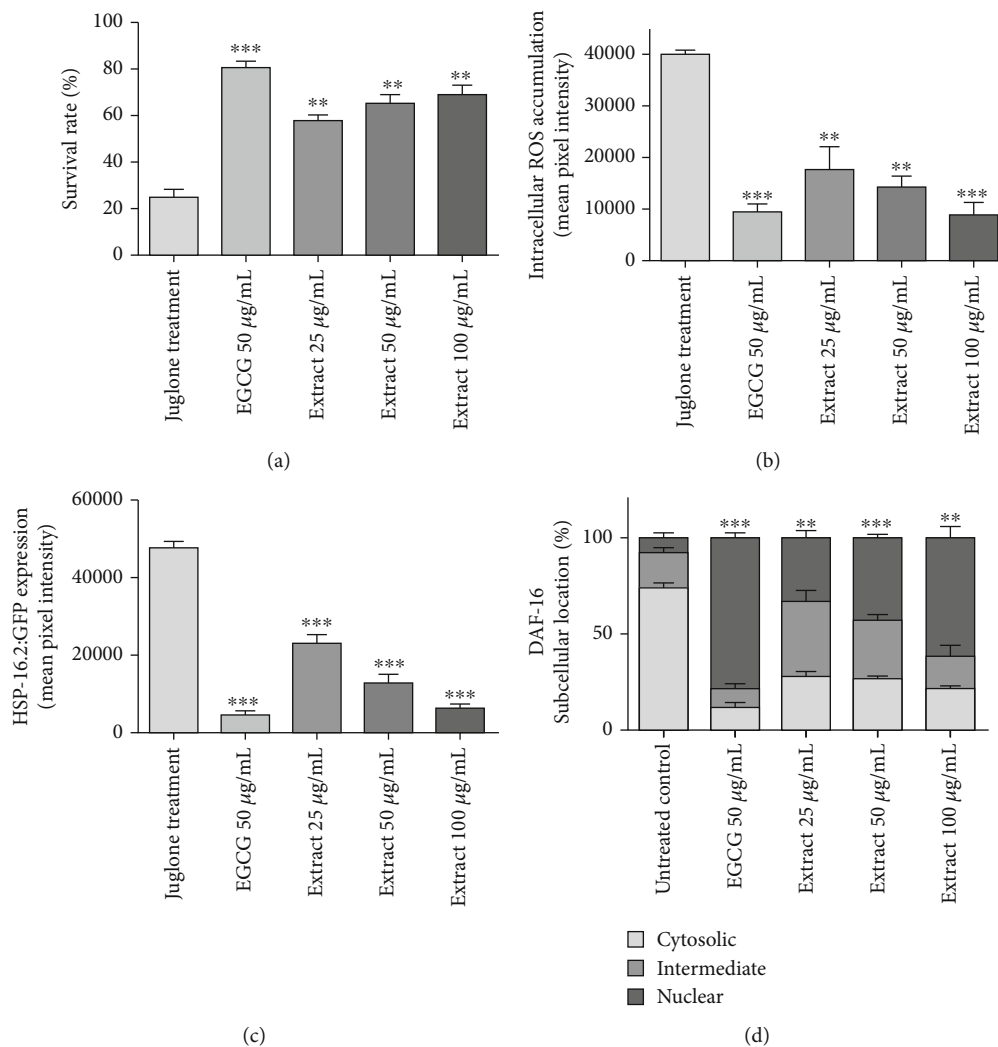 Survival rate (%)
100
80
60
40
20
0
***
**
**
**
Juglone treatment
EGCG 50 μg/mL
Extract 25 μg/mL
Extract 50 μg/mL
Extract 100 μg/mL
(a)
Intracellular ROS accumulation
(mean pixel intensity)
40000
30000
20000
10000
0
***
**
**
***
Juglone treatment
EGCG 50 μg/mL
Extract 25 μg/mL
Extract 50 μg/mL
Extract 100 μg/mL
(b)
HSP-16.2:GFP expression
(mean pixel intensity)
60000
40000
20000
0
***
***
***
***
Juglone treatment
EGCG 50 μg/mL
Extract 25 μg/mL
Extract 50 μg/mL
Extract 100 μg/mL
(c)
DAF-16
Subcellular location (%)
100
50
0
***
**
***
**
Untreated control
EGCG 50 μg/mL
Extract 25 μg/mL
Extract 50 μg/mL
Extract 100 μg/mL
Cytosolic
Intermediate
Nuclear
(d)